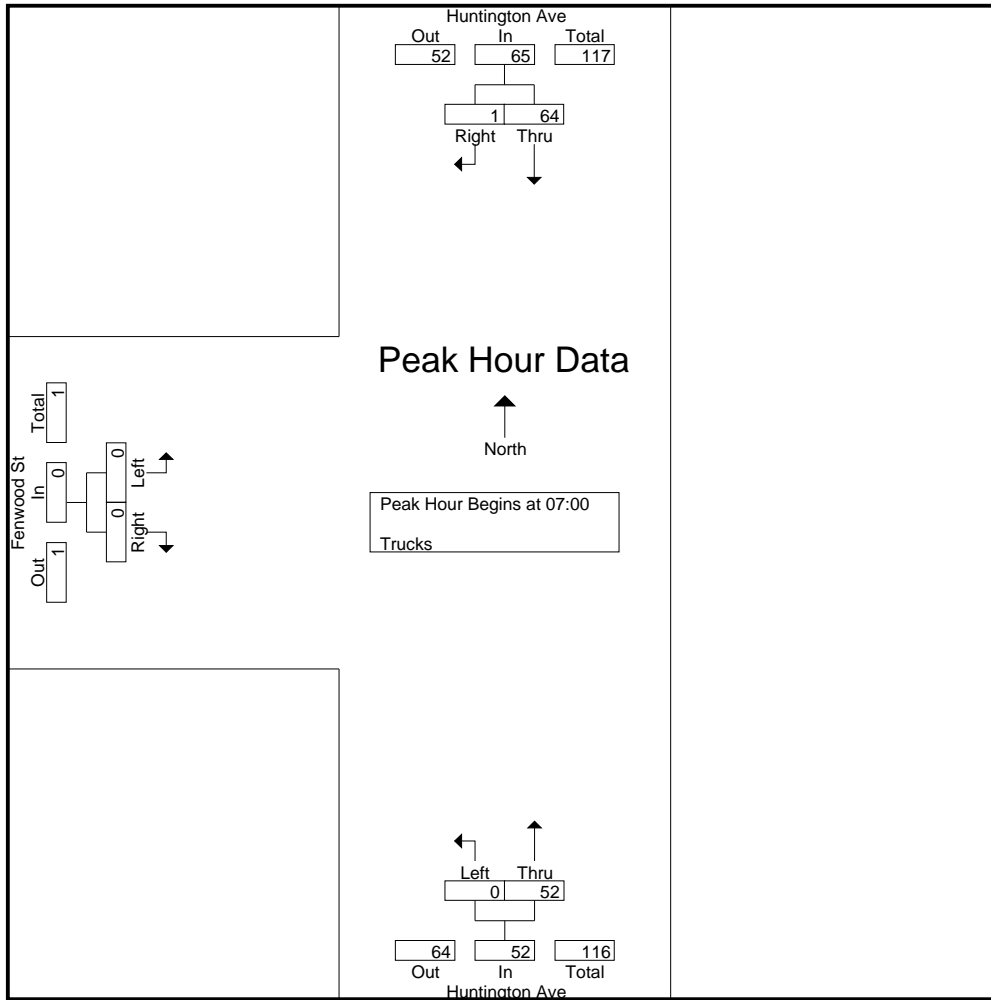 Huntington Ave
Out In Total
52 65 117
1 64
Right Thru
Peak Hour Data
North
Peak Hour Begins at 07:00
Trucks
Fenwood St
Out In Total
1 0 1
0 0
Right Left
Left Thru
0 52
64 52 116
Out In Total
Huntington Ave